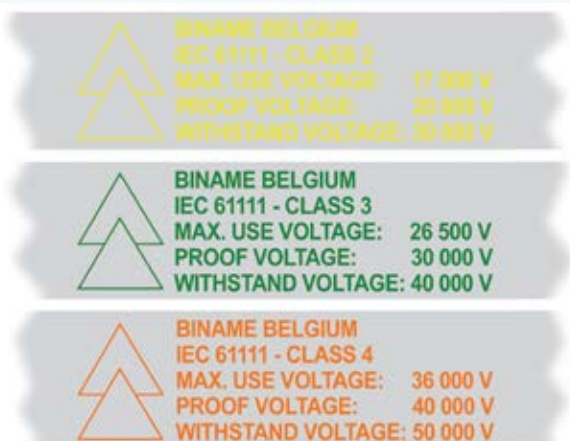 BINAME BELGIUM
IEC 61111 - CLASS 2
MAX. USE VOLTAGE: 17 000 V
PROOF VOLTAGE: 20 000 V
WITHSTAND VOLTAGE: 30 000 V
BINAME BELGIUM
IEC 61111 - CLASS 3
MAX. USE VOLTAGE: 26 500 V
PROOF VOLTAGE: 30 000 V
WITHSTAND VOLTAGE: 40 000 V
BINAME BELGIUM
IEC 61111 - CLASS 4
MAX. USE VOLTAGE: 36 000 V
PROOF VOLTAGE: 40 000 V
WITHSTAND VOLTAGE: 50 000 V